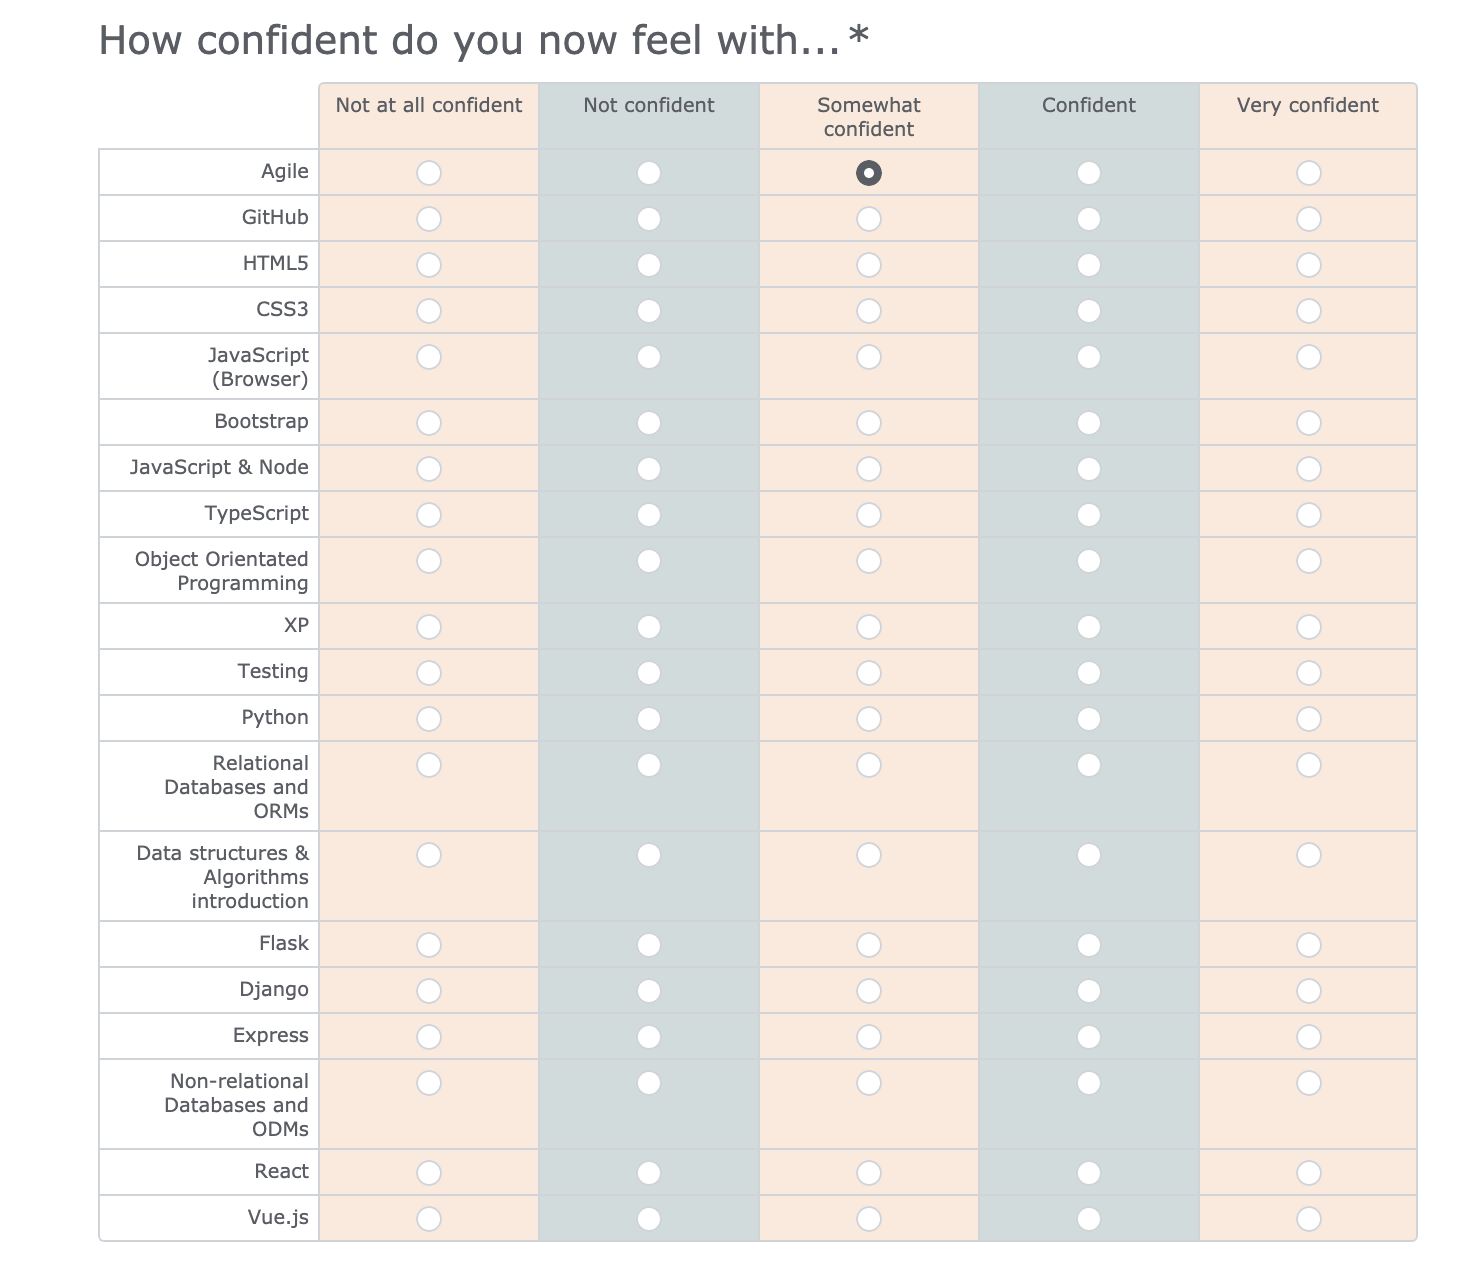 How confident do you now feel with...*
Not at all confident
Not confident
Somewhat
confident
Confident
Very confident
Agile
GitHub
HTML5
CSS3
JavaScript
(Browser)
Bootstrap
JavaScript & Node
TypeScript
Object Orientated
Programming
XP
Testing
Python
Relational
Databases and
ORMs
Data structures &
Algorithms
introduction
Flask
Django
Express
Non-relational
Databases and
ODMs
React
Vue.js